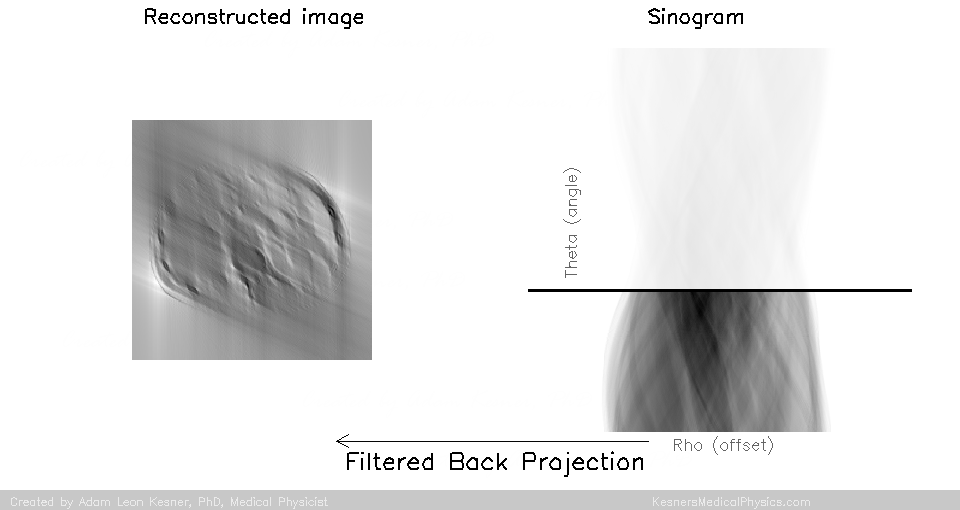 Reconstructed image
Sinogram
Theta (angle)
Rho (offset)
Filtered Back Projection
Created by Adam Leon Kesner, PhD, Medical Physicist
KesnersMedicalPhysics.com